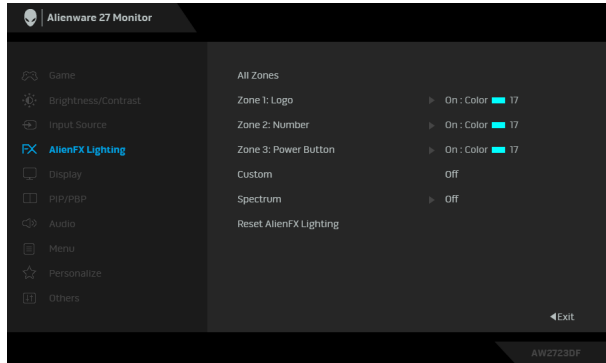 Alienware 27 Monitor
Game
Brightness/Contrast
Input Source
FX AlienFX Lighting
Display
PIP/PBP
Audio
Menu
Personalize
Others
All Zones
Zone 1: Logo On : Color 17
Zone 2: Number On : Color 17
Zone 3: Power Button On : Color 17
Custom Off
Spectrum Off
Reset AlienFX Lighting
Exit
AW2723DF